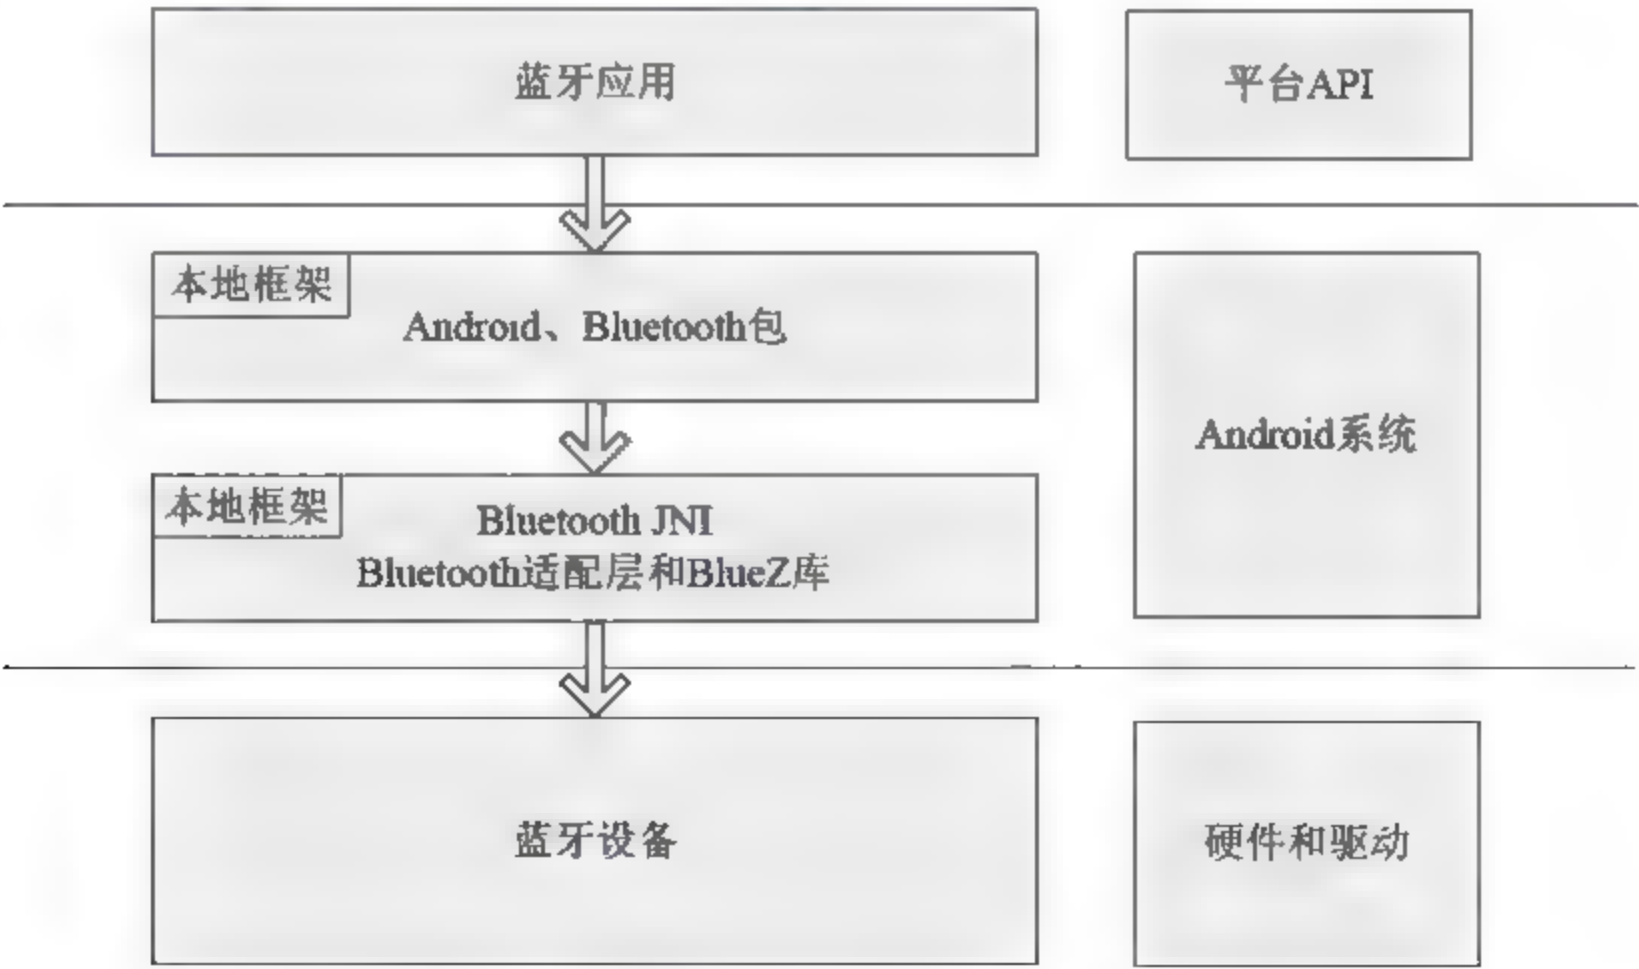 蓝牙应用
平台API
本地框架
Android、Bluetooth包
Android系统
本地框架
Bluetooth JNI
Bluetooth适配层和BlueZ库
蓝牙设备
硬件和驱动